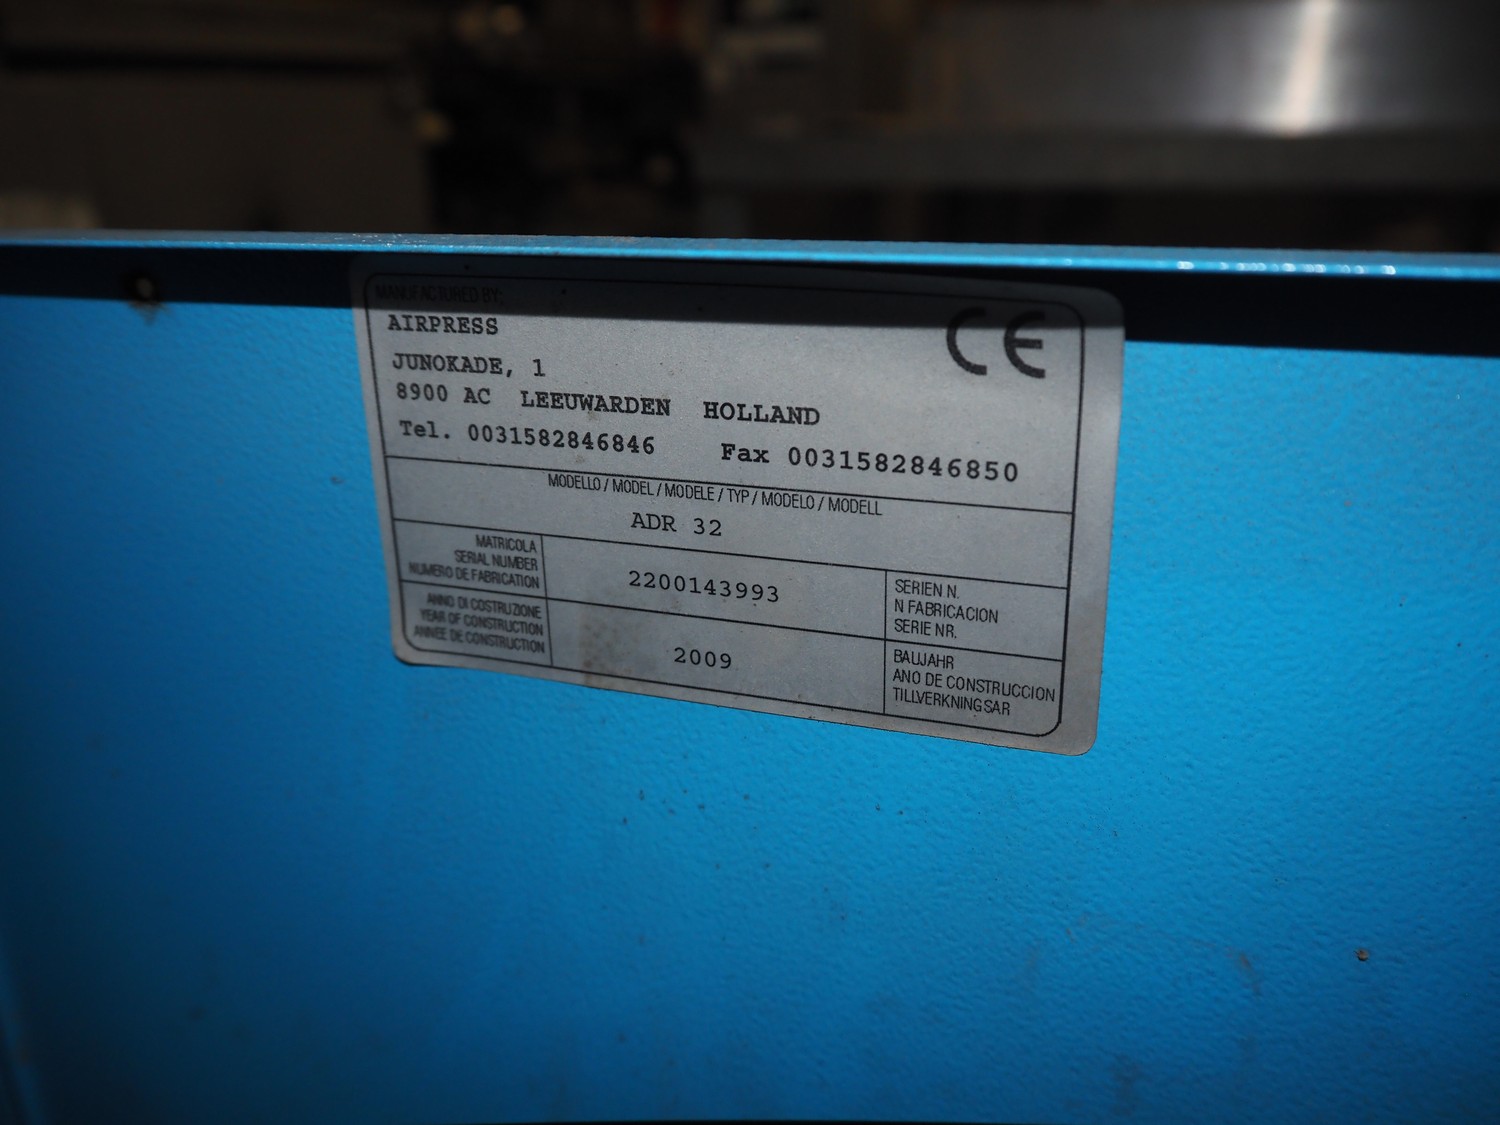 MANUFACTURED BY:
AIRPRESS
JUNOKADE, 1
8900 AC LEEUWARDEN HOLLAND
Tel. 0031582846846 Fax 0031582846850
CE
MODELLO / MODEL / MODELE / TYP / MODELO / MODELL
ADR 32
MATRICOLA
SERIAL NUMBER
NUMERO DE FABRICATION
2200143993
SERIEN N.
N FABRICACION
SERIE NR.
ANNO DI COSTRUZIONE
YEAR OF CONSTRUCTION
ANNEE DE CONSTRUCTION
2009
BAUJAHR
ANO DE CONSTRUCCION
TILLVERKNINGSAR